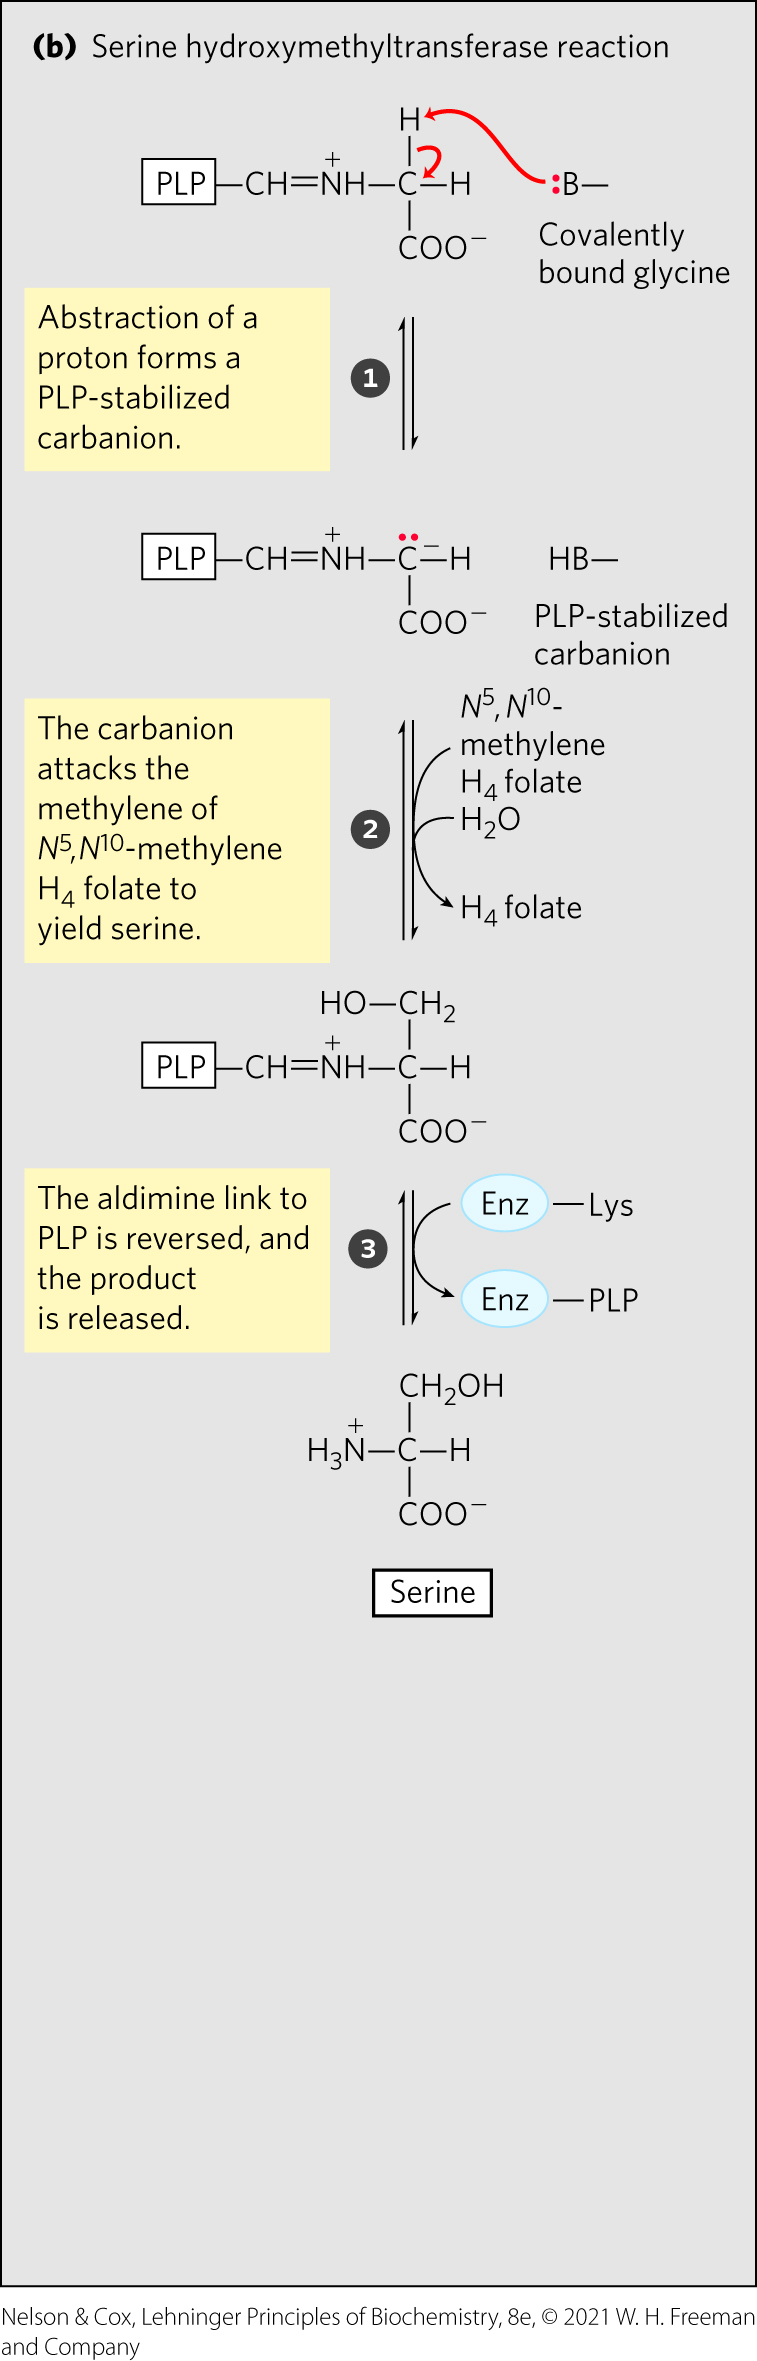 (b) Serine hydroxymethyltransferase reaction
H
PLP—CH=N⁺H—C—H :B—
COO⁻
Covalently
bound glycine
Abstraction of a
proton forms a
PLP-stabilized
carbanion.
1
PLP—CH=N⁺H—C̈⁻—H HB—
COO⁻
PLP-stabilized
carbanion
N⁵, N¹⁰-
methylene
H₄ folate
H₂O
H₄ folate
The carbanion
attacks the
methylene of
N⁵, N¹⁰-methylene
H₄ folate to
yield serine.
2
HO—CH₂
PLP—CH=N⁺H—C—H
COO⁻
The aldimine link to
PLP is reversed, and
the product
is released.
3
Enz—Lys
Enz—PLP
CH₂OH
H₃N⁺—C—H
COO⁻
Serine
Nelson & Cox, Lehninger Principles of Biochemistry, 8e, © 2021 W. H. Freeman
and Company